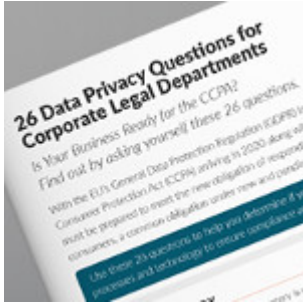 26 Data Privacy Questions for
Corporate Legal Departments
Is Your Business Ready for the CCPA?
Find out by asking yourself these 26 questions.
With the EU's General Data Protection Regulation (GDPR)
Consumer Protection Act (CCPA) arriving in 2020 along
must be prepared to meet the new obligation of
consumers, a common obligation under new and
Use these 23 questions to help you determine if
processes and technology to ensure compliance